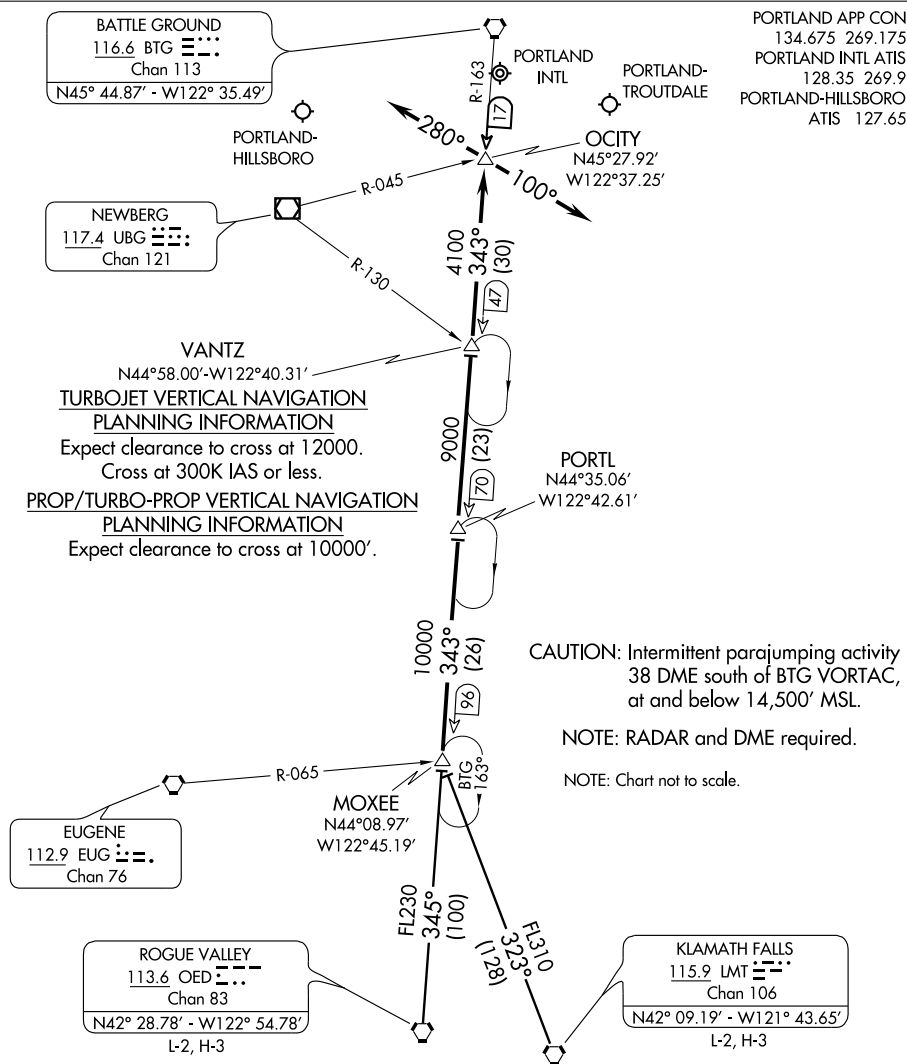 BATTLE GROUND
116.6 BTG
Chan 113
N45° 44.87' - W122° 35.49'
PORTLAND APP CON
134.675 269.175
PORTLAND INTL ATIS
128.35 269.9
PORTLAND-HILLSBORO
ATIS 127.65
PORTLAND
INTL
PORTLAND-
TROUTDALE
R-163
17
PORTLAND-
HILLSBORO
280°
100°
OCITY
N45°27.92'
W122°37.25'
R-045
NEWBERG
117.4 UBG
Chan 121
R-130
4100
343°
(30)
47
VANTZ
N44°58.00'-W122°40.31'
TURBOJET VERTICAL NAVIGATION
PLANNING INFORMATION
Expect clearance to cross at 12000.
Cross at 300K IAS or less.
PROP/TURBO-PROP VERTICAL NAVIGATION
PLANNING INFORMATION
Expect clearance to cross at 10000'.
9000
(23)
70
PORTL
N44°35.06'
W122°42.61'
10000
343°
(26)
96
CAUTION: Intermittent parajumping activity
38 DME south of BTG VORTAC,
at and below 14,500' MSL.
NOTE: RADAR and DME required.
NOTE: Chart not to scale.
R-065
BTG
163°
MOXEE
N44°08.97'
W122°45.19'
EUGENE
112.9 EUG
Chan 76
FL230
345°
(100)
FL310
323°
(128)
ROGUE VALLEY
113.6 OED
Chan 83
N42° 28.78' - W122° 54.78'
L-2, H-3
KLAMATH FALLS
115.9 LMT
Chan 106
N42° 09.19' - W121° 43.65'
L-2, H-3